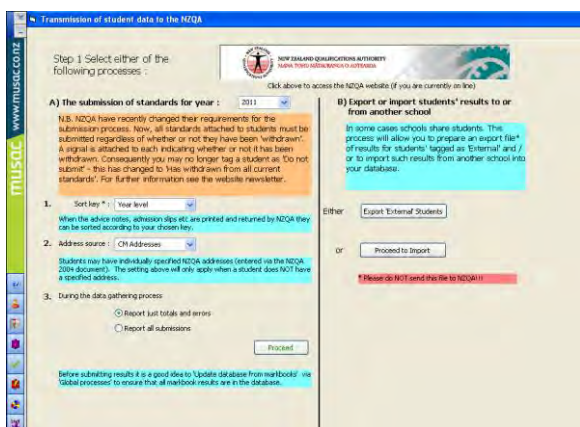 Transmission of student data to the NZQA
www.musac.co.nz
musac
Step 1 Select either of the
following processes :
NEW ZEALAND QUALIFICATIONS AUTHORITY
MANA TOHU MĀTAURANGA O AOTEAROA
Click above to access the NZQA website (if you are currently on line)
A) The submission of standards for year : 2011
N.B. NZQA have recently changed their requirements for the
submission process. Now, all standards attached to students must be
submitted regardless of whether or not they have been 'withdrawn'.
A signal is attached to each indicating whether or not it has been
withdrawn. Consequently you may no longer tag a student as 'Do not
submit' - this has changed to 'Has withdrawn from all current
standards'. For further information see the website newsletter.
1. Sort key * : Year level
When the advice notes, admission slips etc are printed and returned by NZQA they
can be sorted according to your chosen key.
2. Address source : CM Addresses
Students may have individually specified NZQA addresses (entered via the NZQA
2004 document). The setting above will only apply when a student does NOT have
a specified address.
3. During the data gathering process
Report just totals and errors
Report all submissions
Proceed
Before submitting results it is a good idea to 'Update database from markbooks' via
'Global processes' to ensure that all markbook results are in the database.
B) Export or import students' results to or
from another school
In some cases schools share students. This
process will allow you to prepare an export file*
of results for students' tagged as 'External' and /
or to import such results from another school into
your database.
Either Export 'External' Students
or Proceed to Import
* Please do NOT send this file to NZQA!!!